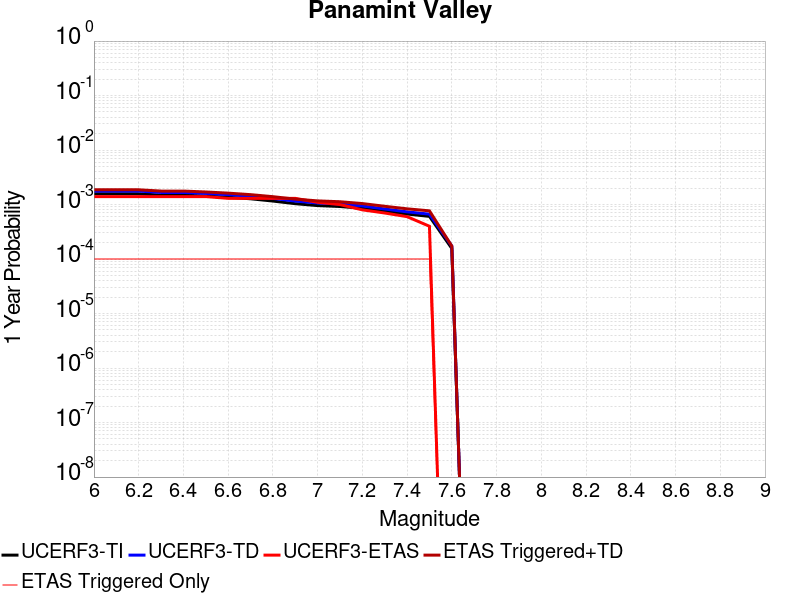 Panamint Valley
10^0
10^-1
10^-2
10^-3
10^-4
10^-5
10^-6
10^-7
10^-8
1 Year Probability
6 6.2 6.4 6.6 6.8 7 7.2 7.4 7.6 7.8 8 8.2 8.4 8.6 8.8 9
Magnitude
UCERF3-TI UCERF3-TD UCERF3-ETAS ETAS Triggered+TD
ETAS Triggered Only